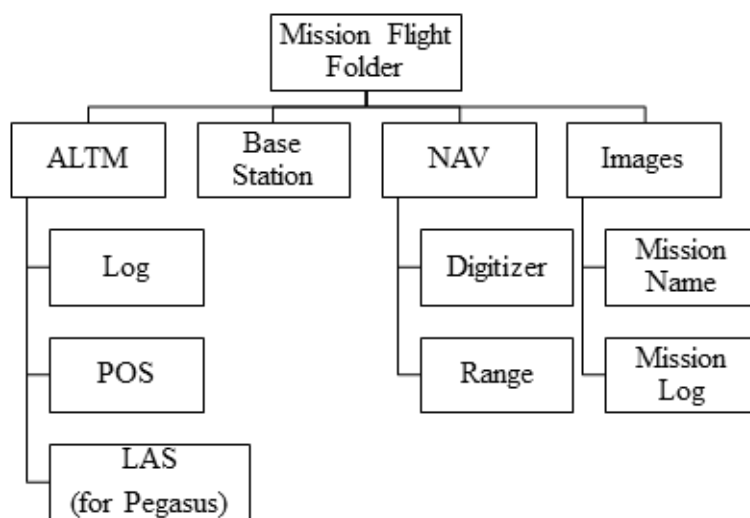 Mission Flight
Folder
ALTM
Base
Station
NAV
Images
Log
Digitizer
Mission
Name
POS
Range
Mission
Log
LAS
(for Pegasus)